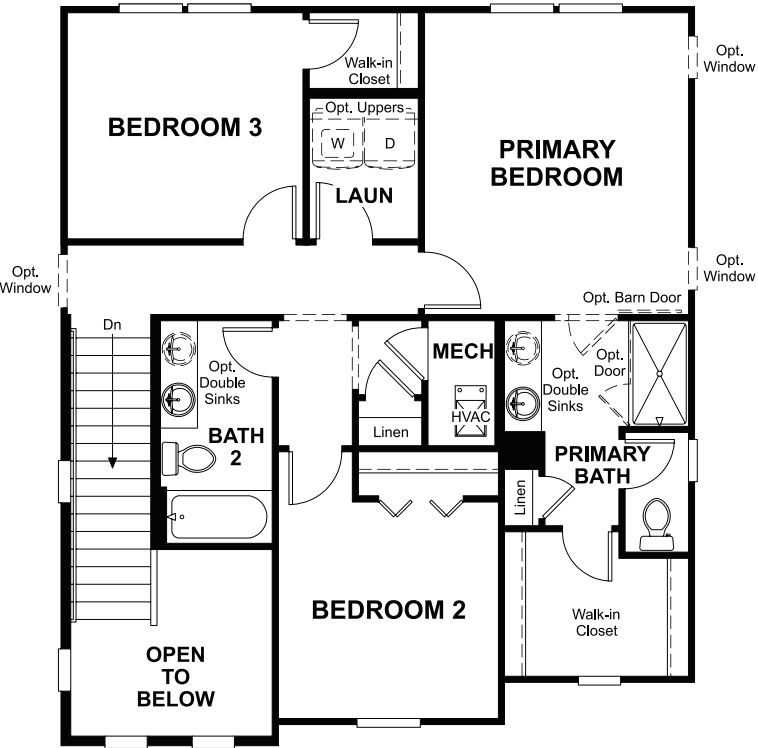 Opt.
Window
Walk-in
Closet
Opt. Uppers
BEDROOM 3
W
D
PRIMARY
BEDROOM
LAUN
Opt.
Window
Opt.
Window
Opt. Barn Door
Dn
Opt.
Double
Sinks
MECH
Opt.
Door
Opt.
Double
Sinks
HVAC
BATH
2
Linen
PRIMARY
BATH
Linen
BEDROOM 2
Walk-in
Closet
OPEN
TO
BELOW